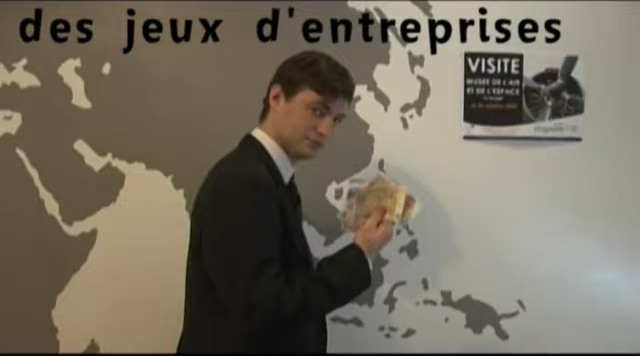 des jeux d'entreprises
VISITE
MUSEE DE L'AIR
ET DE L'ESPACE